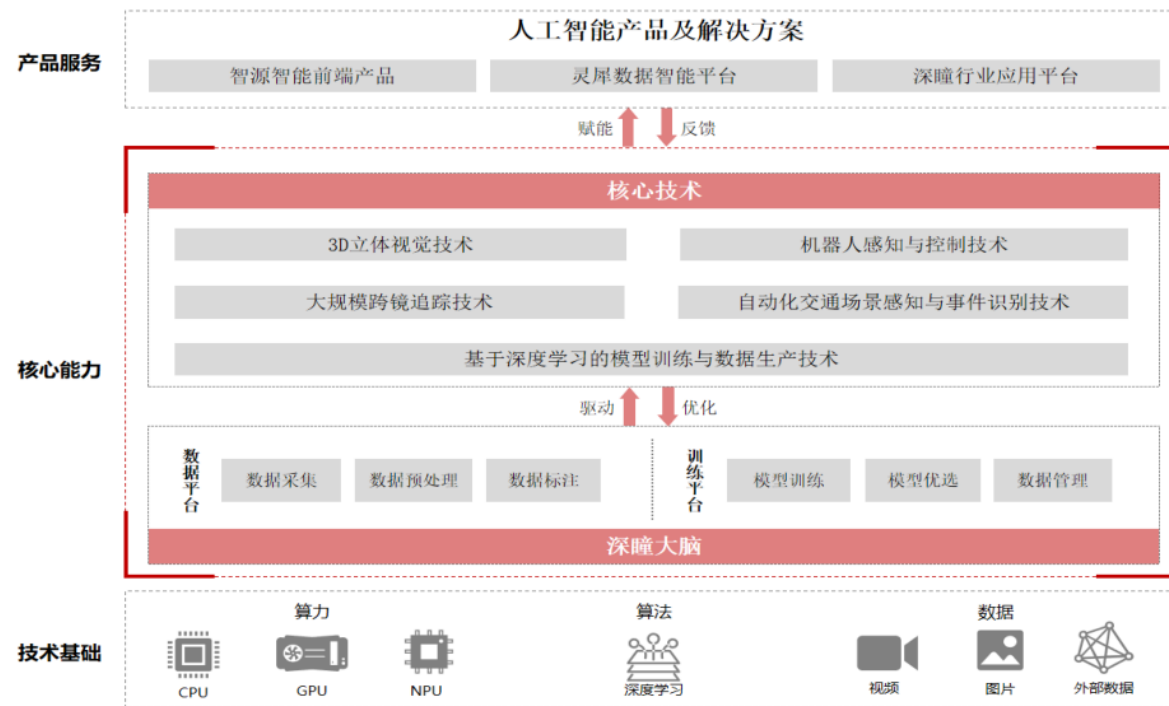 人工智能产品及解决方案
产品服务
智源智能前端产品
灵犀数据智能平台
深瞳行业应用平台
赋能
反馈
核心技术
3D立体视觉技术
机器人感知与控制技术
大规模跨镜追踪技术
自动化交通场景感知与事件识别技术
基于深度学习的模型训练与数据生产技术
核心能力
驱动
优化
数据平台
数据采集
数据预处理
数据标注
训练平台
模型训练
模型优选
数据管理
深瞳大脑
技术基础
算力
算法
数据
CPU
GPU
NPU
深度学习
视频
图片
外部数据